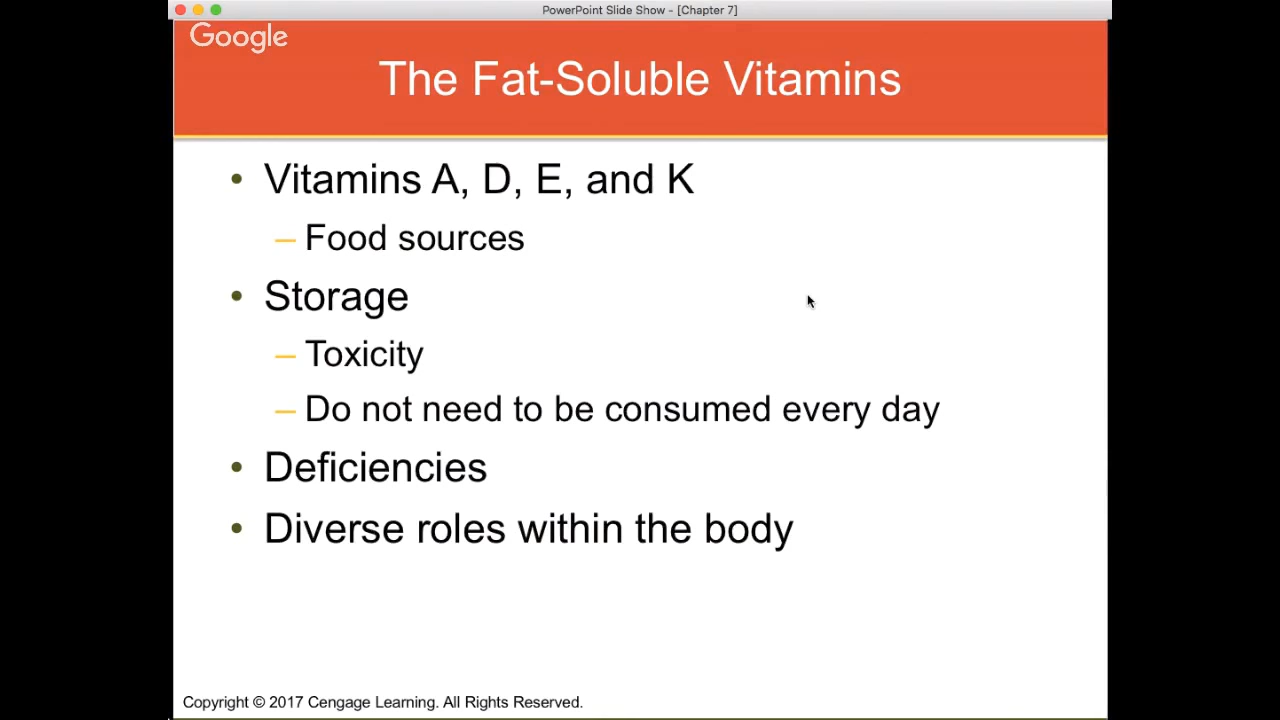 PowerPoint Slide Show - [Chapter 7]
Google
The Fat-Soluble Vitamins
• Vitamins A, D, E, and K
– Food sources
• Storage
– Toxicity
– Do not need to be consumed every day
• Deficiencies
• Diverse roles within the body
Copyright © 2017 Cengage Learning. All Rights Reserved.